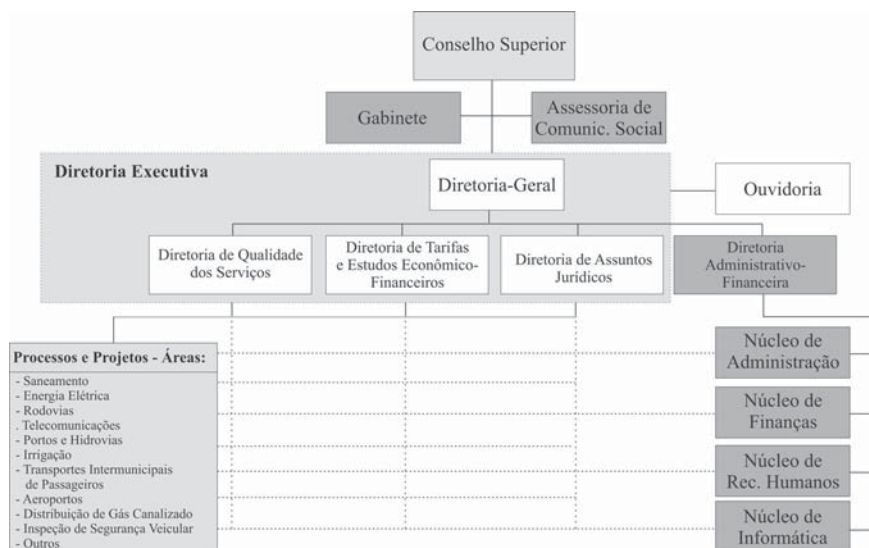 Conselho Superior
Gabinete
Assessoria de
Comunic. Social
Diretoria Executiva
Diretoria-Geral
Ouvidoria
Diretoria de Qualidade
dos Serviços
Diretoria de Tarifas
e Estudos Econômico-
Financeiros
Diretoria de Assuntos
Jurídicos
Diretoria
Administrativo-
Financeira
Processos e Projetos - Áreas:
- Saneamento
- Energia Elétrica
- Rodovias
. Telecomunicações
- Portos e Hidrovias
- Irrigação
- Transportes Intermunicipais
de Passageiros
- Aeroportos
- Distribuição de Gás Canalizado
- Inspeção de Segurança Veicular
- Outros
Núcleo de
Administração
Núcleo de
Finanças
Núcleo de
Rec. Humanos
Núcleo de
Informática